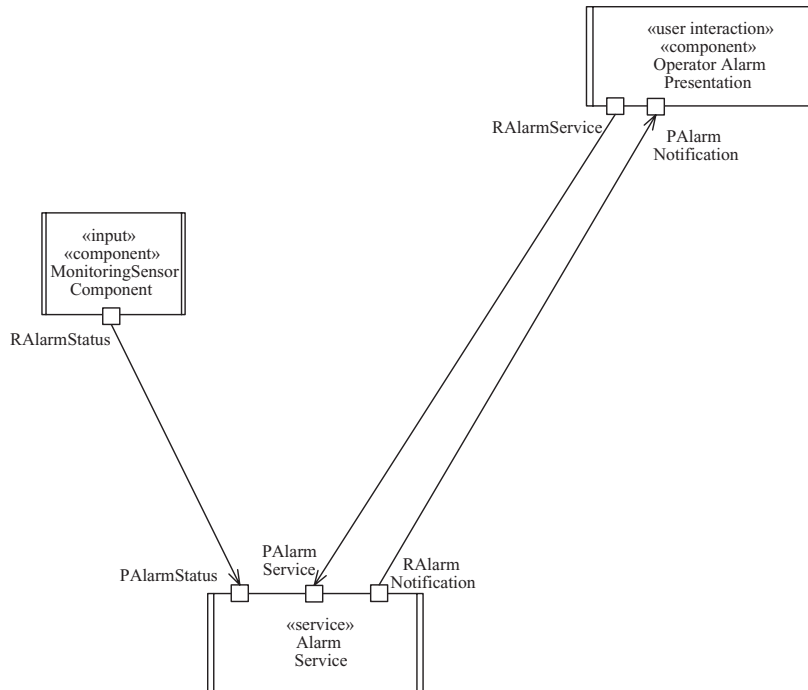 «user interaction»
«component»
Operator Alarm
Presentation
RAlarmService
PAlarm
Notification
«input»
«component»
MonitoringSensor
Component
RAlarmStatus
PAlarmStatus
PAlarm
Service
RAlarm
Notification
«service»
Alarm
Service